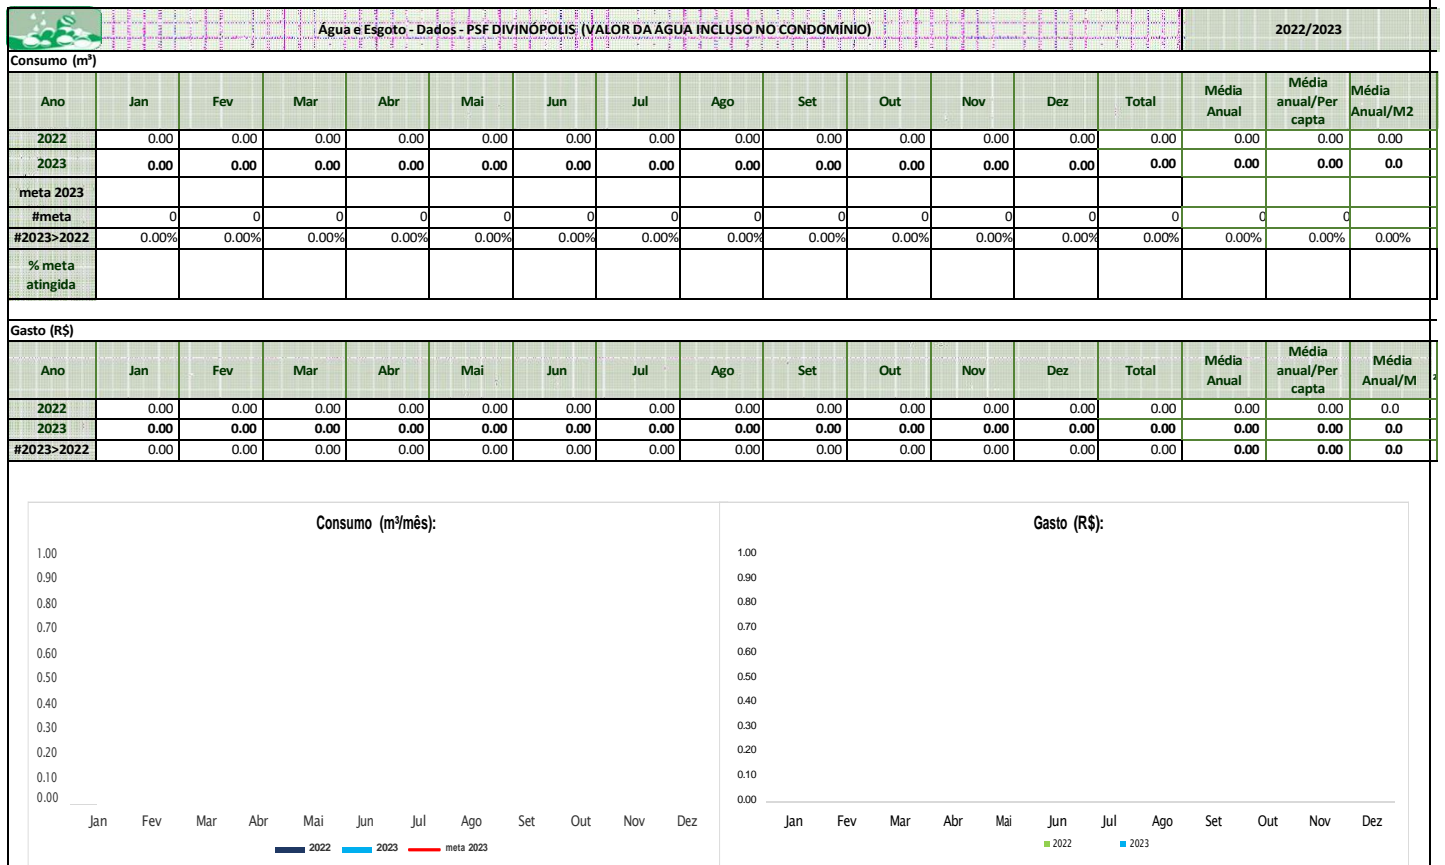 Água e Esgoto - Dados - PSF DIVINÓPOLIS (VALOR DA ÁGUA INCLUSO NO CONDOMÍNIO) 2022/2023
Consumo (m³)
Ano Jan Fev Mar Abr Mai Jun Jul Ago Set Out Nov Dez Total Média Anual Média anual/Per capta Média Anual/M2
2022 0.00 0.00 0.00 0.00 0.00 0.00 0.00 0.00 0.00 0.00 0.00 0.00 0.00 0.00 0.00 0.00
2023 0.00 0.00 0.00 0.00 0.00 0.00 0.00 0.00 0.00 0.00 0.00 0.00 0.00 0.00 0.00 0.0
meta 2023
#meta 0 0 0 0 0 0 0 0 0 0 0 0 0 0 0
#2023>2022 0.00% 0.00% 0.00% 0.00% 0.00% 0.00% 0.00% 0.00% 0.00% 0.00% 0.00% 0.00% 0.00% 0.00% 0.00% 0.00%
% meta atingida
Gasto (R$)
Ano Jan Fev Mar Abr Mai Jun Jul Ago Set Out Nov Dez Total Média Anual Média anual/Per capta Média Anual/M 2
2022 0.00 0.00 0.00 0.00 0.00 0.00 0.00 0.00 0.00 0.00 0.00 0.00 0.00 0.00 0.00 0.0
2023 0.00 0.00 0.00 0.00 0.00 0.00 0.00 0.00 0.00 0.00 0.00 0.00 0.00 0.00 0.00 0.0
#2023>2022 0.00 0.00 0.00 0.00 0.00 0.00 0.00 0.00 0.00 0.00 0.00 0.00 0.00 0.00 0.00 0.0
Consumo (m³/mês):
1.00
0.90
0.80
0.70
0.60
0.50
0.40
0.30
0.20
0.10
0.00
Jan Fev Mar Abr Mai Jun Jul Ago Set Out Nov Dez
2022 2023 meta 2023
Gasto (R$):
1.00
0.90
0.80
0.70
0.60
0.50
0.40
0.30
0.20
0.10
0.00
Jan Fev Mar Abr Mai Jun Jul Ago Set Out Nov Dez
2022 2023